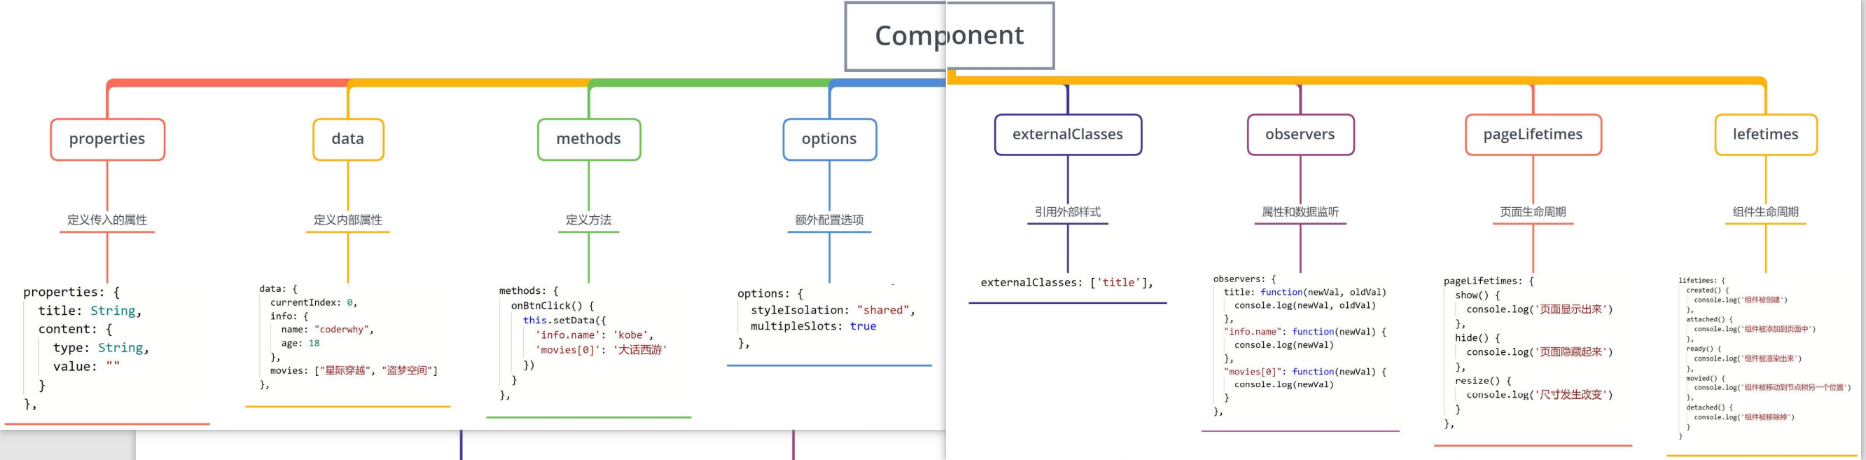 Component
properties
定义传入的属性
properties: {
title: String,
content: {
type: String,
value: ""
}
},
data
定义内部属性
data: {
currentIndex: 0,
info: {
name: "coderwhy",
age: 18
},
movies: ["星际穿越", "盗梦空间"]
},
methods
定义方法
methods: {
onBtnClick() {
this.setData({
'info.name': 'kobe',
'movies[0]': '大话西游'
})
}
},
options
额外配置选项
options: {
styleIsolation: "shared",
multipleSlots: true
},
externalClasses
引用外部样式
externalClasses: ['title'],
observers
属性和数据监听
observers: {
title: function(newVal, oldVal)
console.log(newVal, oldVal)
},
"info.name": function(newVal) {
console.log(newVal)
},
"movies[0]": function(newVal) {
console.log(newVal)
}
},
pageLifetimes
页面生命周期
pageLifetimes: {
show() {
console.log('页面显示出来')
},
hide() {
console.log('页面隐藏起来')
},
resize() {
console.log('尺寸发生改变')
}
},
lefetimes
组件生命周期
lifetimes: {
created() {
console.log('组件被创建')
},
attached() {
console.log('组件被添加到页面中')
},
ready() {
console.log('组件被渲染出来')
},
movied() {
console.log('组件被移动到节点树另一个位置')
},
detached() {
console.log('组件被移除掉')
}
}